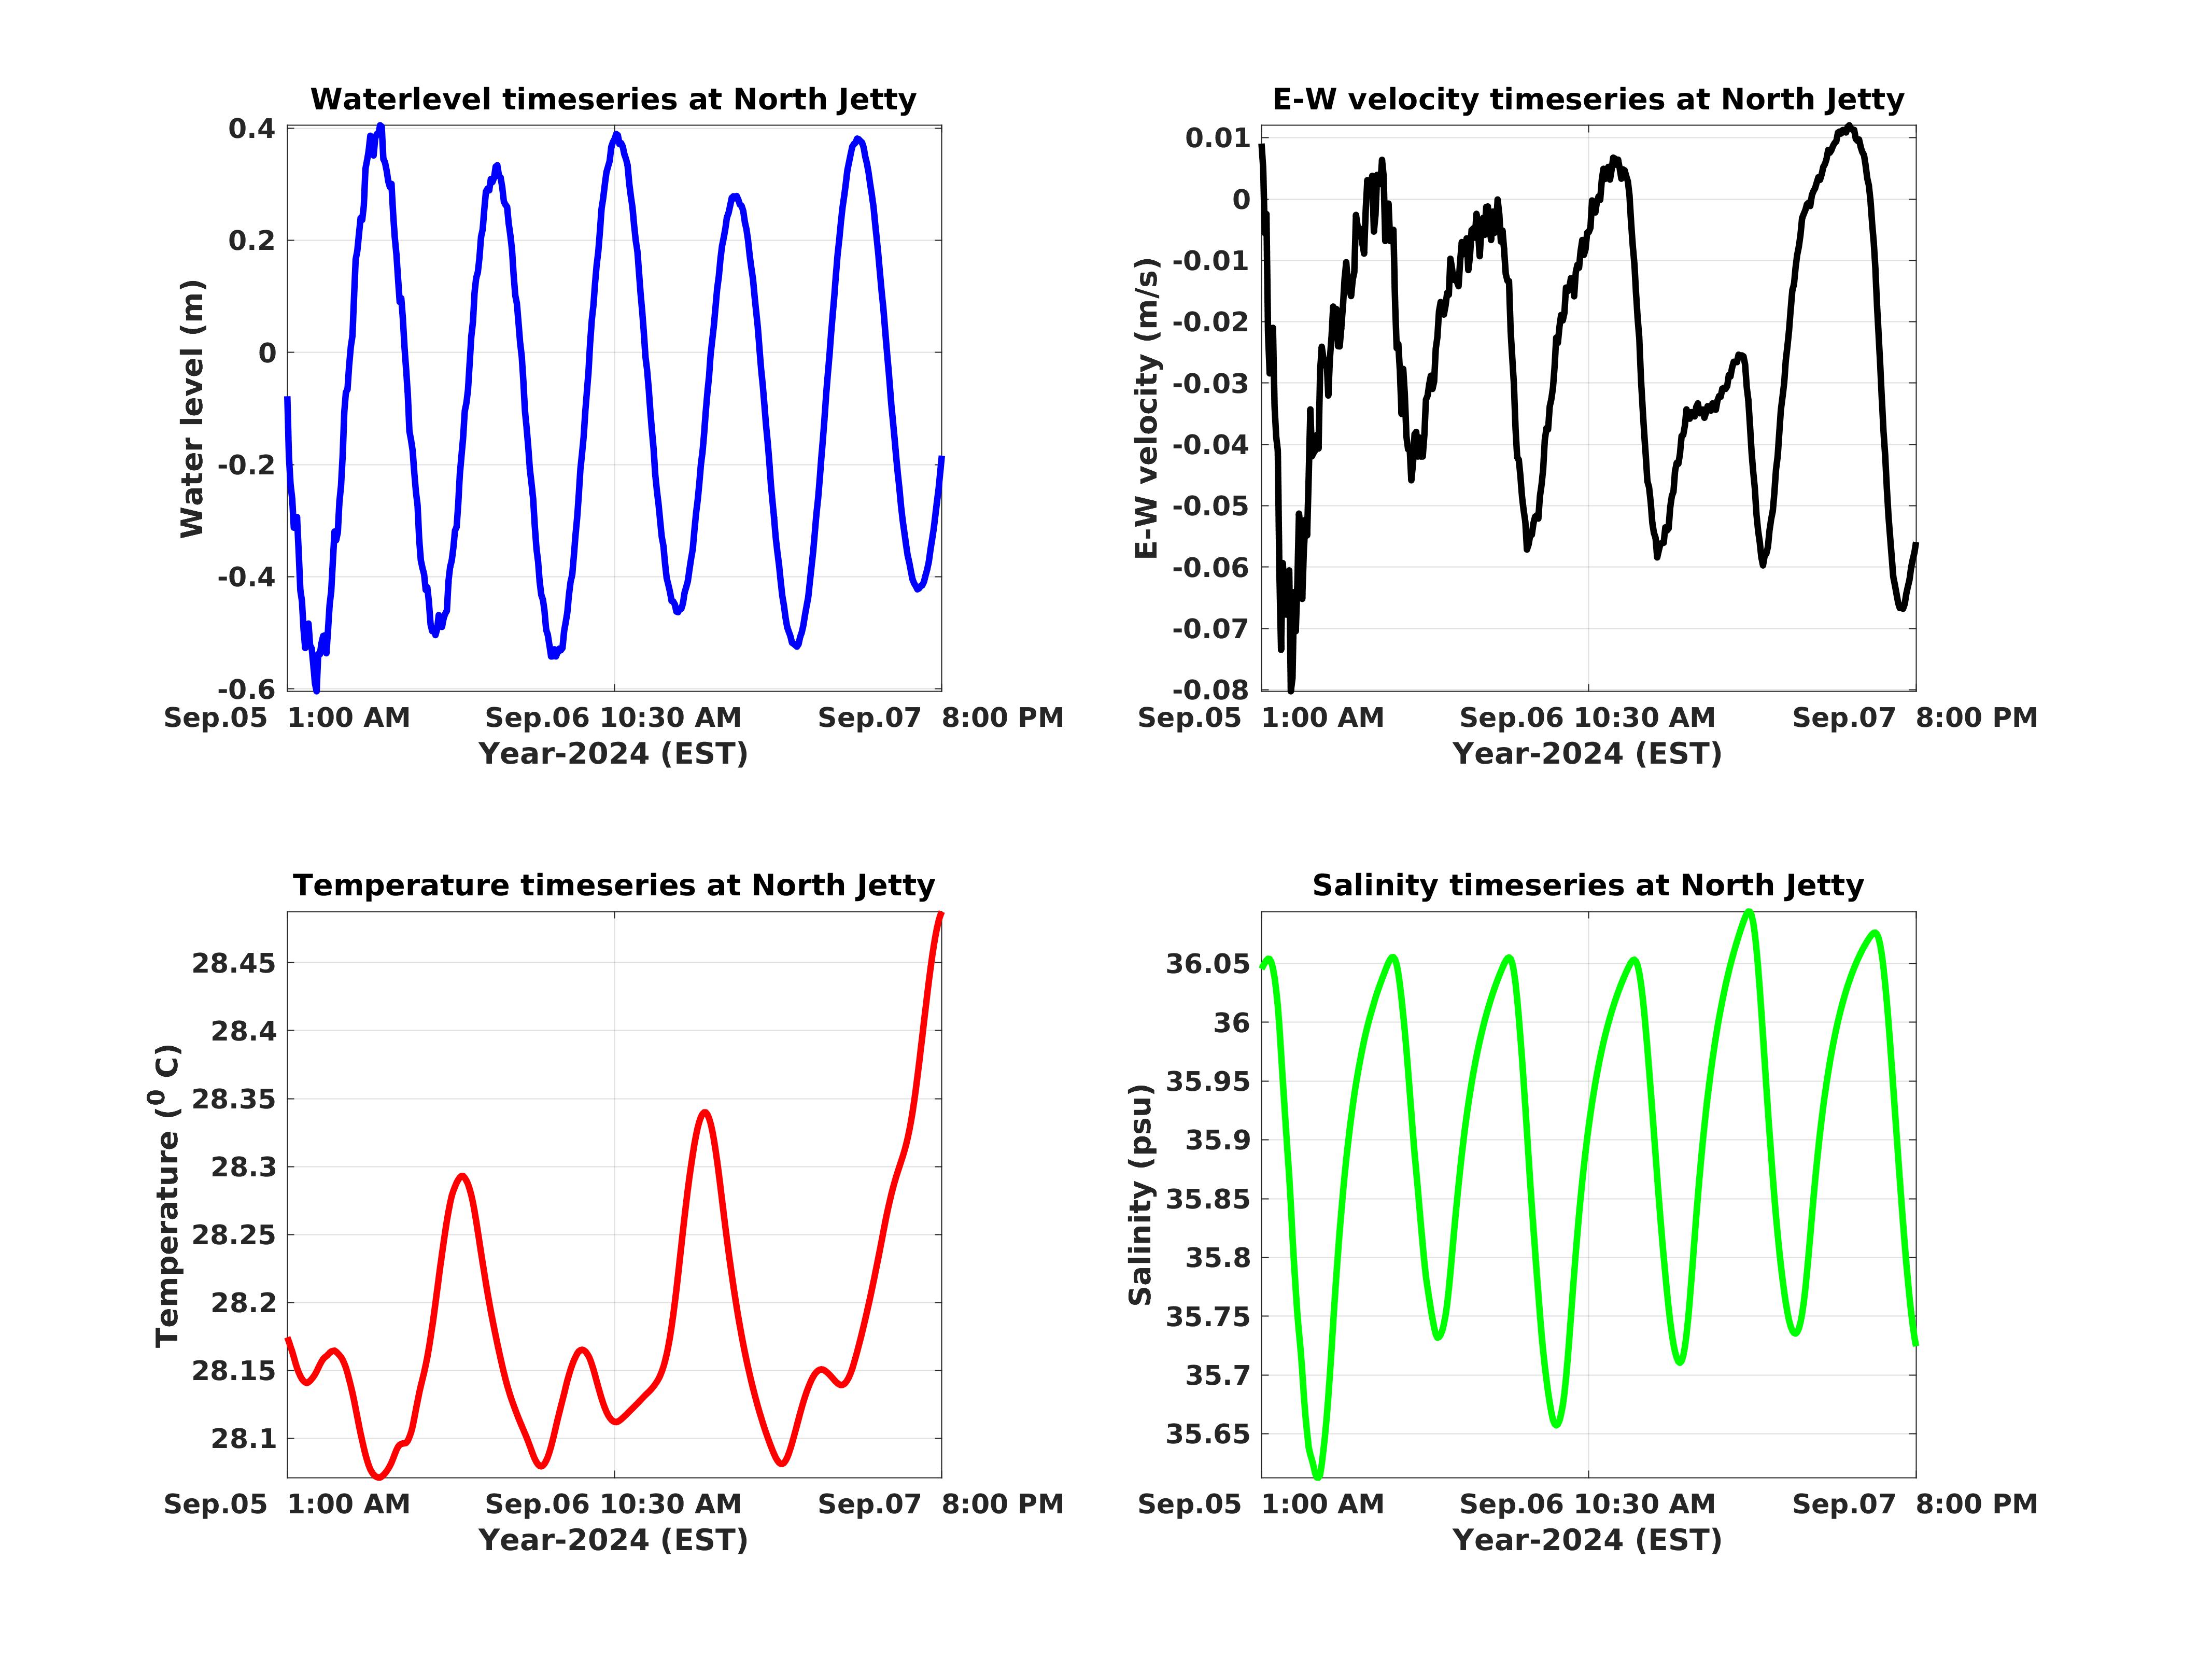 Waterlevel timeseries at North Jetty
0.4
0.2
0
-0.2
-0.4
-0.6
Water level (m)
Sep.05 1:00 AM
Sep.06 10:30 AM
Sep.07 8:00 PM
Year-2024 (EST)
E-W velocity timeseries at North Jetty
0.01
0
-0.01
-0.02
-0.03
-0.04
-0.05
-0.06
-0.07
-0.08
E-W velocity (m/s)
Sep.05 1:00 AM
Sep.06 10:30 AM
Sep.07 8:00 PM
Year-2024 (EST)
Temperature timeseries at North Jetty
28.45
28.4
28.35
28.3
28.25
28.2
28.15
28.1
Temperature (⁰ C)
Sep.05 1:00 AM
Sep.06 10:30 AM
Sep.07 8:00 PM
Year-2024 (EST)
Salinity timeseries at North Jetty
36.05
36
35.95
35.9
35.85
35.8
35.75
35.7
35.65
Salinity (psu)
Sep.05 1:00 AM
Sep.06 10:30 AM
Sep.07 8:00 PM
Year-2024 (EST)